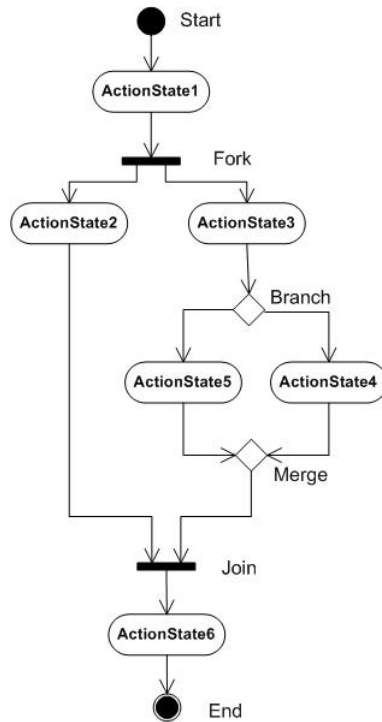 Start
ActionState1
Fork
ActionState2
ActionState3
Branch
ActionState5
ActionState4
Merge
Join
ActionState6
End